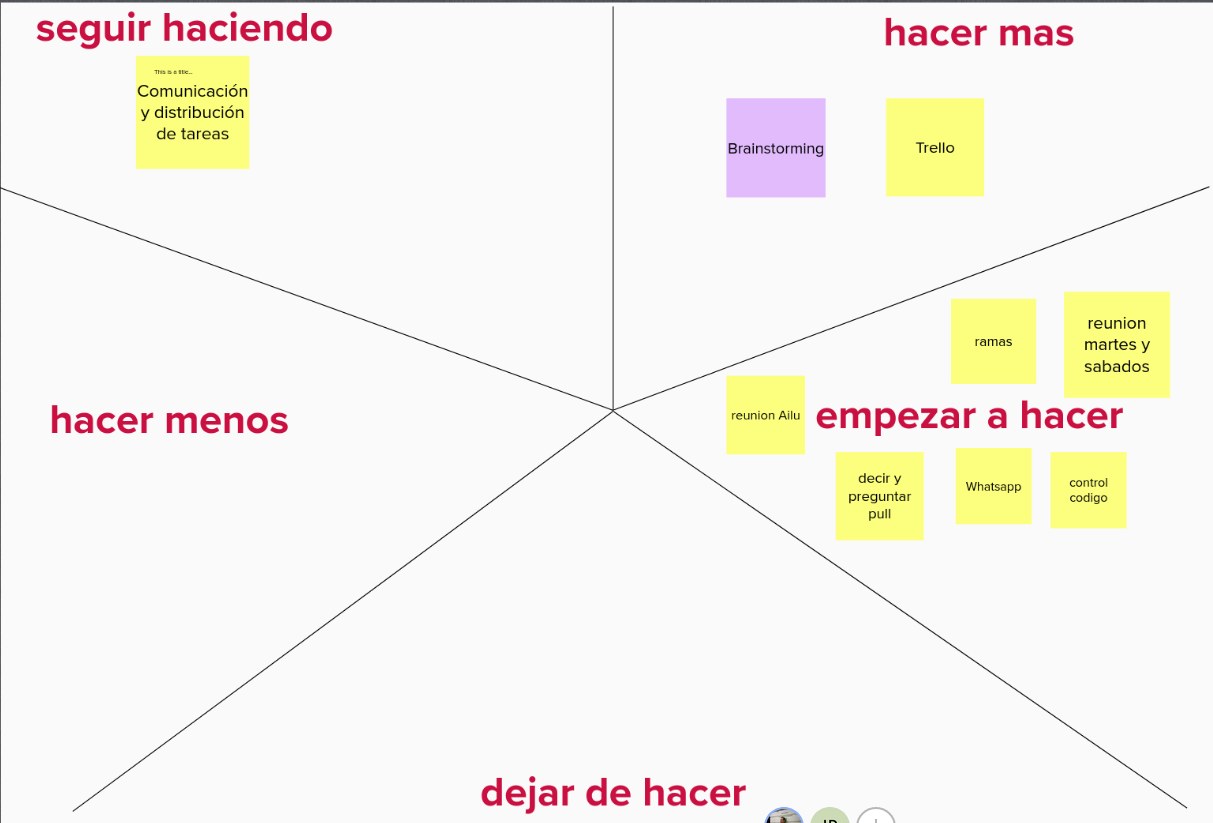 seguir haciendo
hacer mas
This is a title...
Comunicación
y distribución
de tareas
Brainstorming
Trello
ramas
reunion
martes y
sabados
hacer menos
reunion Ailu
empezar a hacer
decir y
preguntar
pull
Whatsapp
control
codigo
dejar de hacer